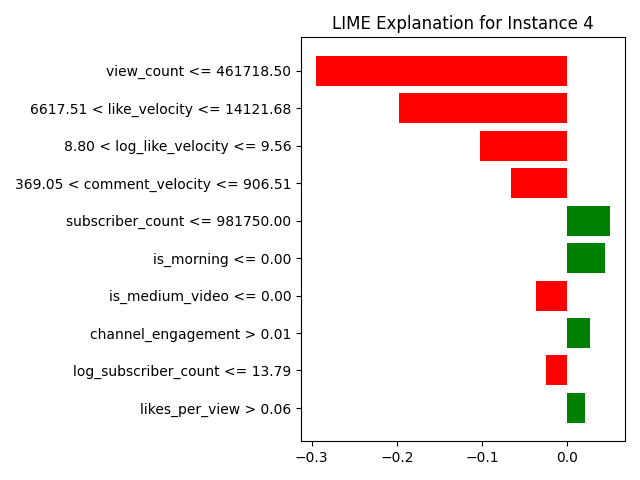 LIME Explanation for Instance 4
view_count <= 461718.50
6617.51 < like_velocity <= 14121.68
8.80 < log_like_velocity <= 9.56
369.05 < comment_velocity <= 906.51
subscriber_count <= 981750.00
is_morning <= 0.00
is_medium_video <= 0.00
channel_engagement > 0.01
log_subscriber_count <= 13.79
likes_per_view > 0.06
−0.3 −0.2 −0.1 0.0